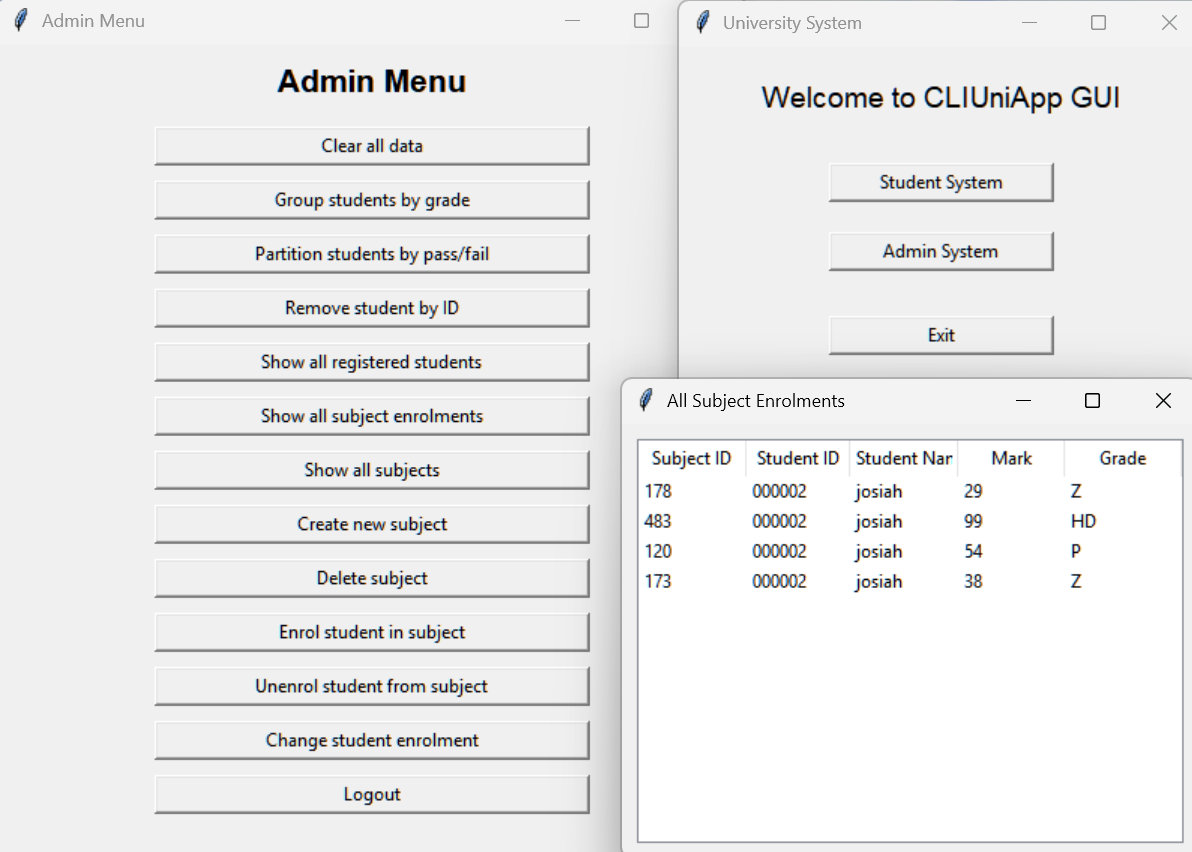 Admin Menu
Admin Menu
Clear all data
Group students by grade
Partition students by pass/fail
Remove student by ID
Show all registered students
Show all subject enrolments
Show all subjects
Create new subject
Delete subject
Enrol student in subject
Unenrol student from subject
Change student enrolment
Logout
University System
Welcome to CLIUniApp GUI
Student System
Admin System
Exit
All Subject Enrolments
Subject ID Student ID Student Nar Mark Grade
178 000002 josiah 29 Z
483 000002 josiah 99 HD
120 000002 josiah 54 P
173 000002 josiah 38 Z